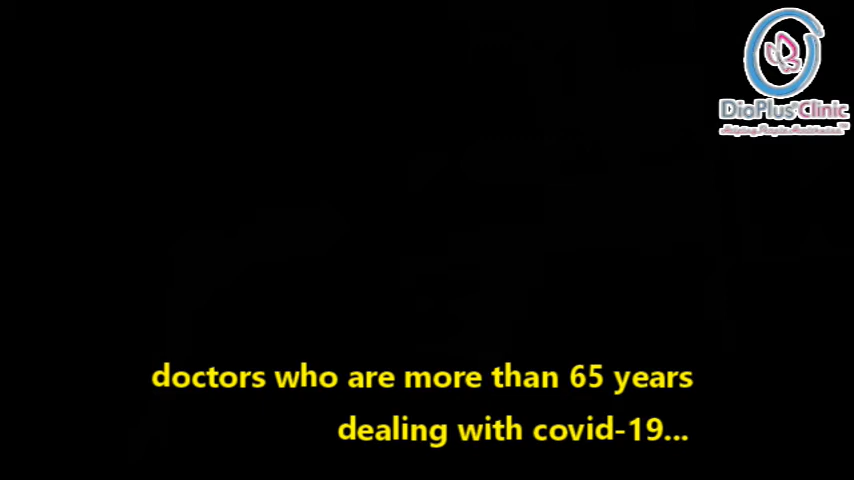 DioPlus Clinic
doctors who are more than 65 years
dealing with covid-19...